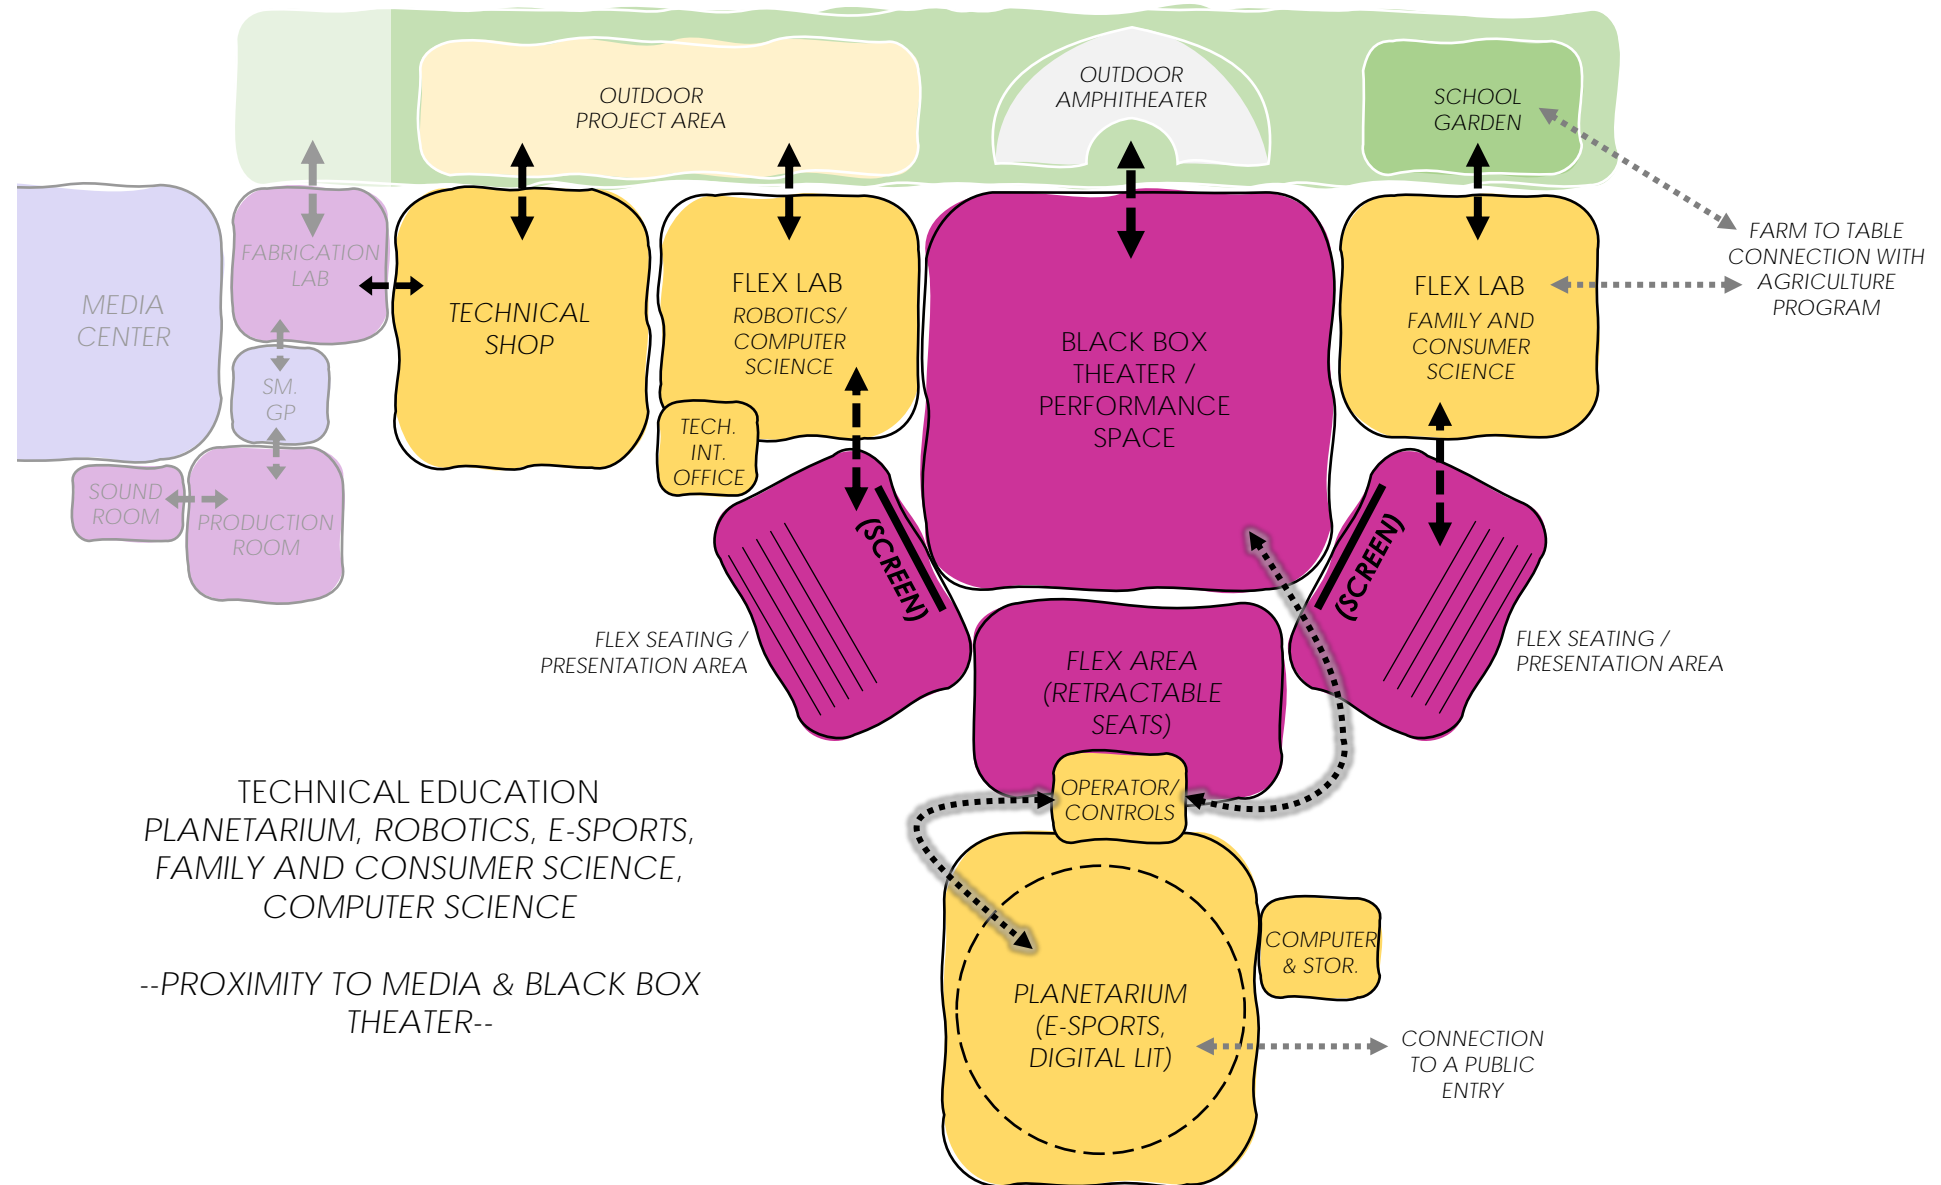 OUTDOOR
PROJECT AREA
OUTDOOR
AMPHITHEATER
SCHOOL
GARDEN
FARM TO TABLE
CONNECTION WITH
AGRICULTURE
PROGRAM
MEDIA
CENTER
FABRICATION
LAB
SM.
GP
SOUND
ROOM
PRODUCTION
ROOM
TECHNICAL
SHOP
FLEX LAB
ROBOTICS/
COMPUTER
SCIENCE
TECH.
INT.
OFFICE
BLACK BOX
THEATER /
PERFORMANCE
SPACE
FLEX LAB
FAMILY AND
CONSUMER
SCIENCE
(SCREEN)
(SCREEN)
FLEX SEATING /
PRESENTATION AREA
FLEX AREA
(RETRACTABLE
SEATS)
FLEX SEATING /
PRESENTATION AREA
OPERATOR/
CONTROLS
TECHNICAL EDUCATION
PLANETARIUM, ROBOTICS, E-SPORTS,
FAMILY AND CONSUMER SCIENCE,
COMPUTER SCIENCE
--PROXIMITY TO MEDIA & BLACK BOX
THEATER--
COMPUTER
& STOR.
PLANETARIUM
(E-SPORTS,
DIGITAL LIT)
CONNECTION
TO A PUBLIC
ENTRY